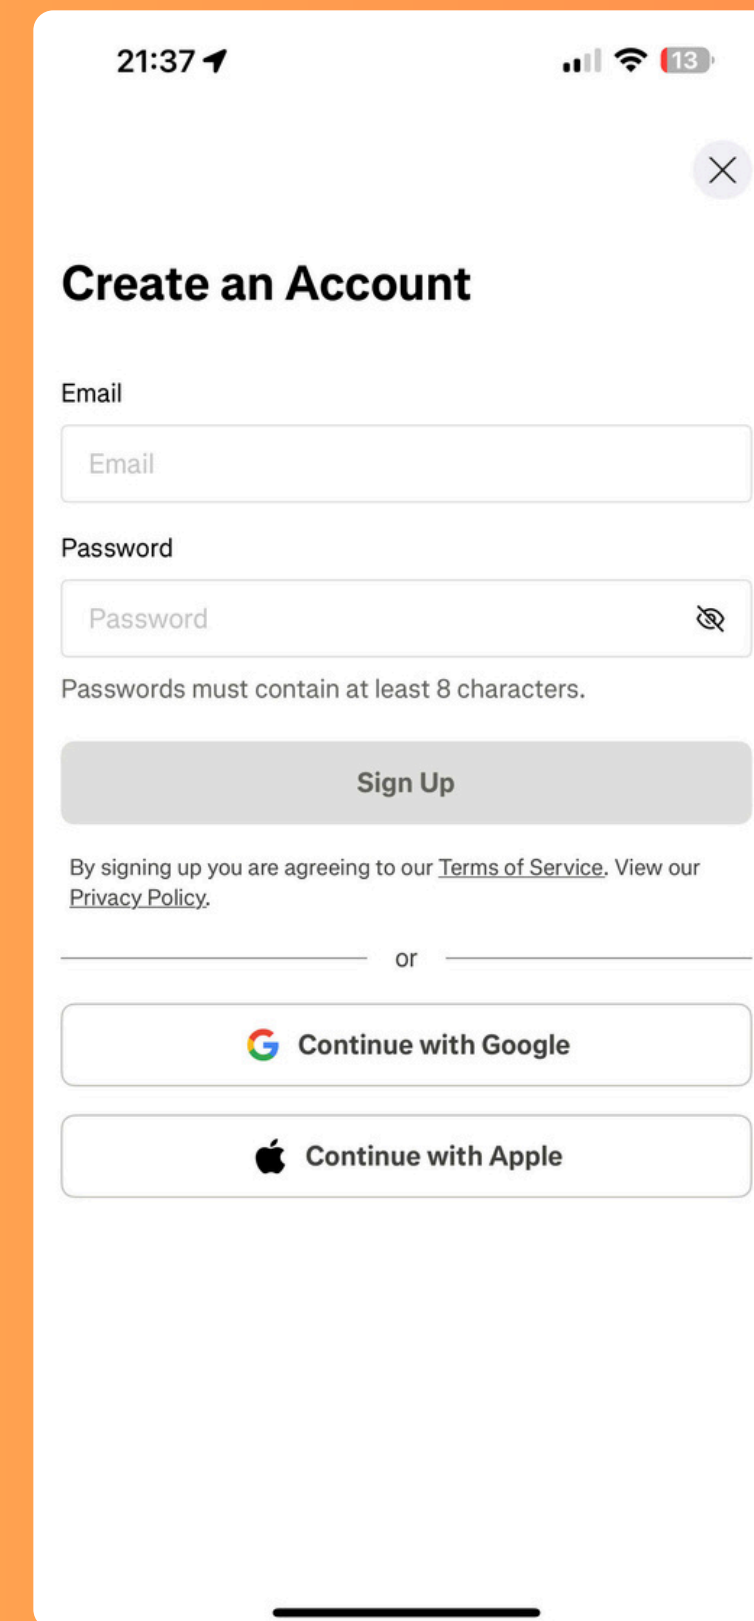 21:37
13
Create an Account
Email
Email
Password
Password
Passwords must contain at least 8 characters.
Sign Up
By signing up you are agreeing to our Terms of Service. View our
Privacy Policy.
or
Continue with Google
Continue with Apple